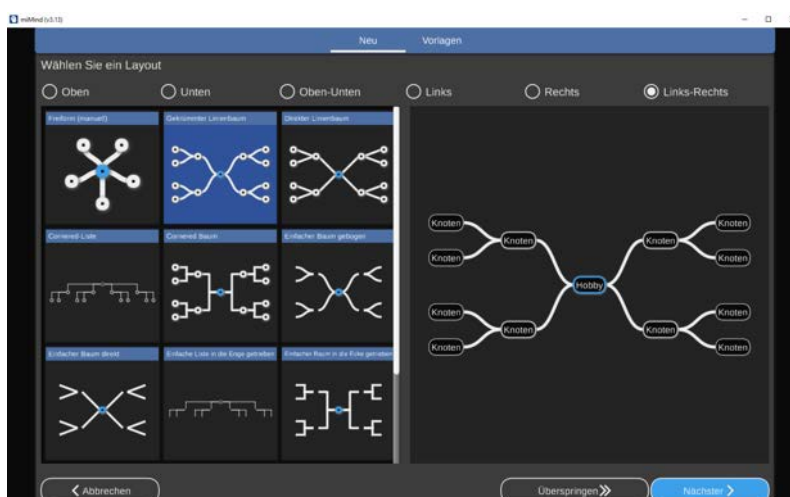 miMind (v3.13)
Neu Vorlagen
Wählen Sie ein Layout
Oben Unten Oben-Unten Links Rechts Links-Rechts
Freiform (manuell) Gekrümmter Linienbaum Direkter Linienbaum
Cornered-Liste Cornered Baum Einfacher Baum gebogen
Einfacher Baum direkt Einfache Liste in die Enge getrieben Einfacher Baum in die Ecke getrieben
Knoten Knoten
Knoten Knoten
Knoten Knoten
Hobby
Knoten Knoten
Knoten Knoten
Knoten Knoten
Abbrechen Überspringen Nächster